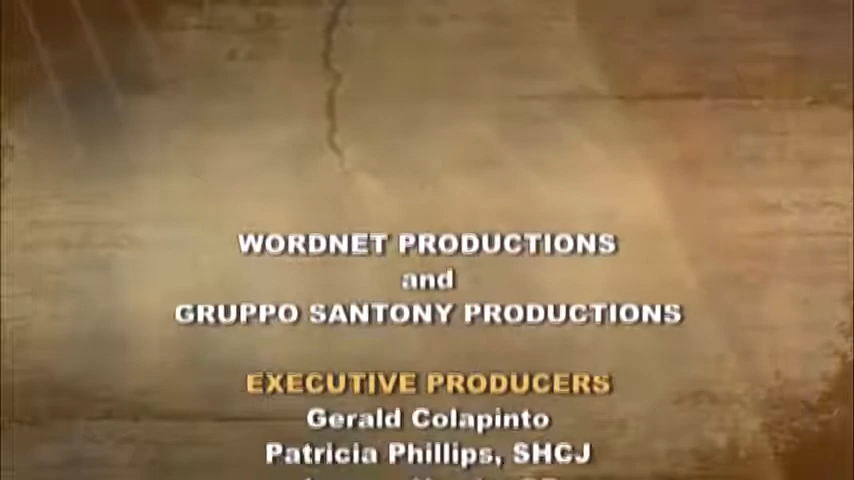 WORDNET PRODUCTIONS
and
GRUPPO SANTONY PRODUCTIONS
EXECUTIVE PRODUCERS
Gerald Colapinto
Patricia Phillips, SHCJ